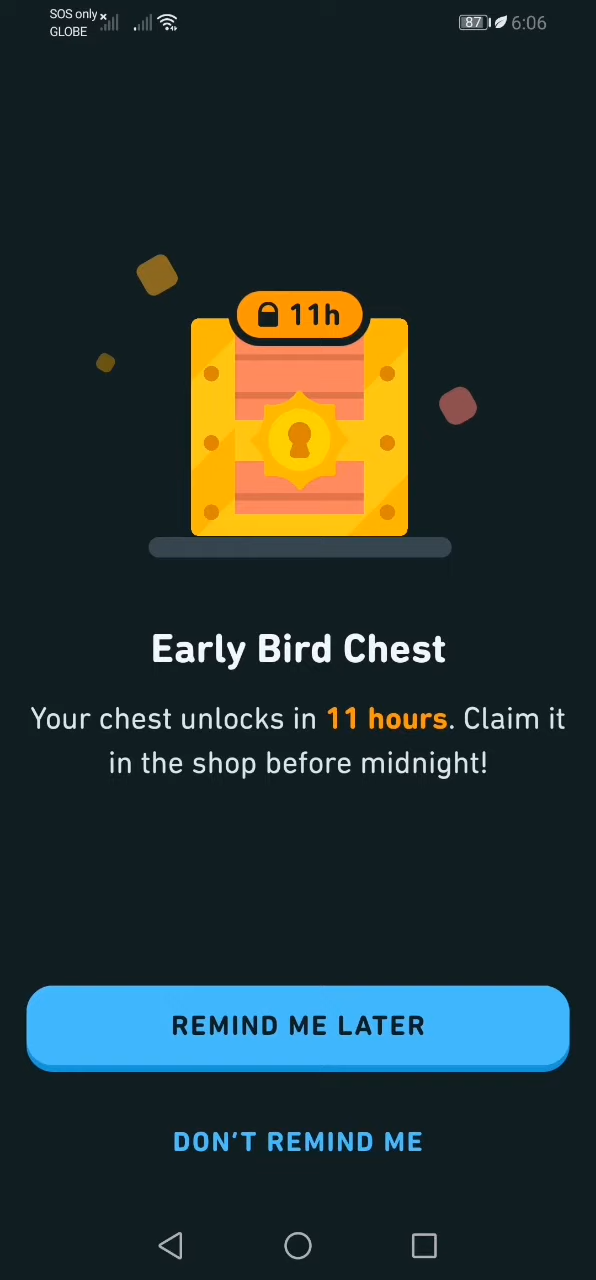 SOS only
GLOBE
87
6:06
11h
Early Bird Chest
Your chest unlocks in 11 hours. Claim it
in the shop before midnight!
REMIND ME LATER
DON'T REMIND ME